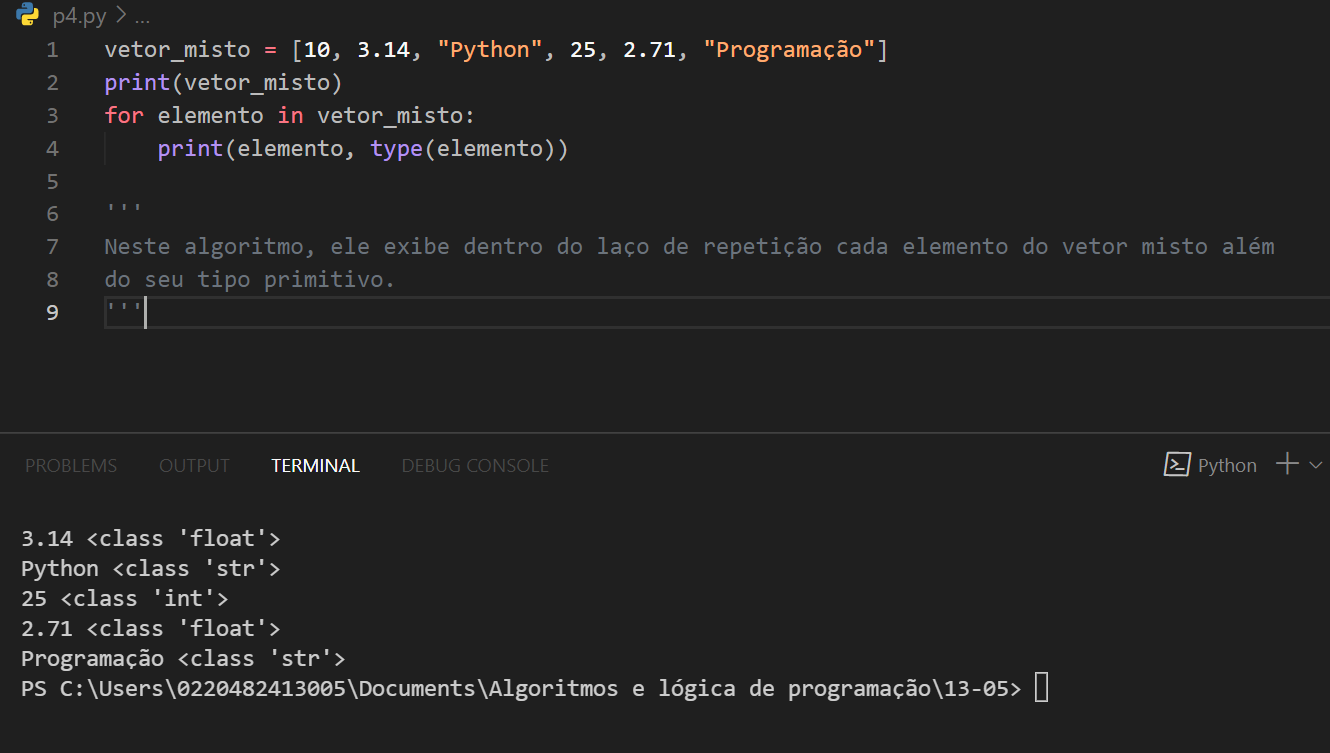 p4.py > ...
1 vetor_misto = [10, 3.14, "Python", 25, 2.71, "Programação"]
2 print(vetor_misto)
3 for elemento in vetor_misto:
4     print(elemento, type(elemento))
5
6 '''
7 Neste algoritmo, ele exibe dentro do laço de repetição cada elemento do vetor misto além
8 do seu tipo primitivo.
9 '''
PROBLEMS OUTPUT TERMINAL DEBUG CONSOLE Python
3.14 <class 'float'>
Python <class 'str'>
25 <class 'int'>
2.71 <class 'float'>
Programação <class 'str'>
PS C:\Users\0220482413005\Documents\Algoritmos e lógica de programação\13-05>